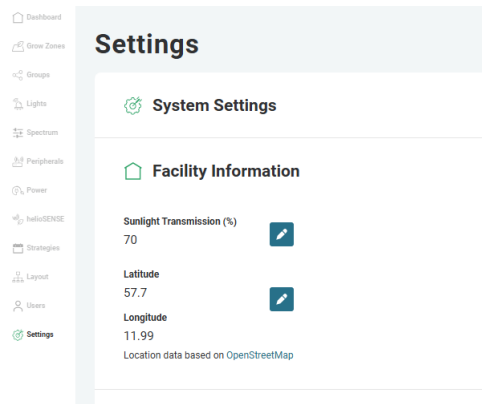 Dashboard
Grow Zones
Groups
Lights
Spectrum
Peripherals
Power
helioSENSE
Strategies
Layout
Users
Settings
Settings
System Settings
Facility Information
Sunlight Transmission (%)
70
Latitude
57.7
Longitude
11.99
Location data based on OpenStreetMap